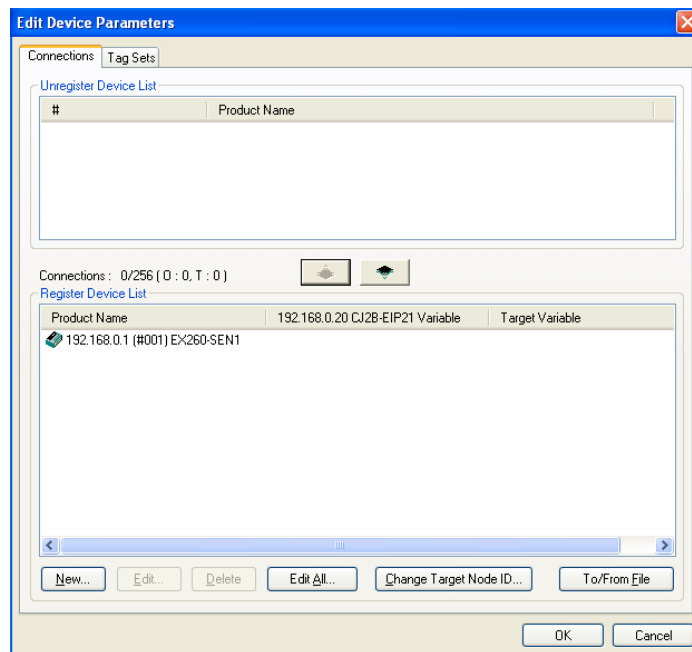 Edit Device Parameters
Connections Tag Sets
Unregister Device List
# Product Name
Connections : 0/256 ( O : 0, T : 0 )
Register Device List
Product Name 192.168.0.20 CJ2B-EIP21 Variable Target Variable
192.168.0.1 (#001) EX260-SEN1
New... Edit... Delete Edit All... Change Target Node ID... To/From File
OK Cancel